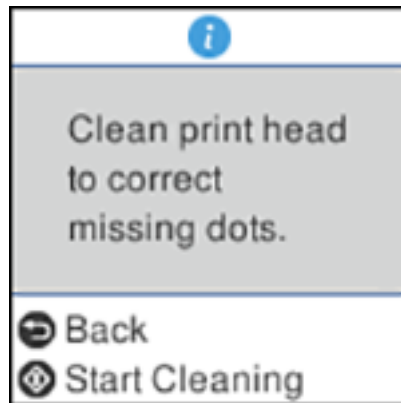 Clean print head
to correct
missing dots.
Back
Start Cleaning